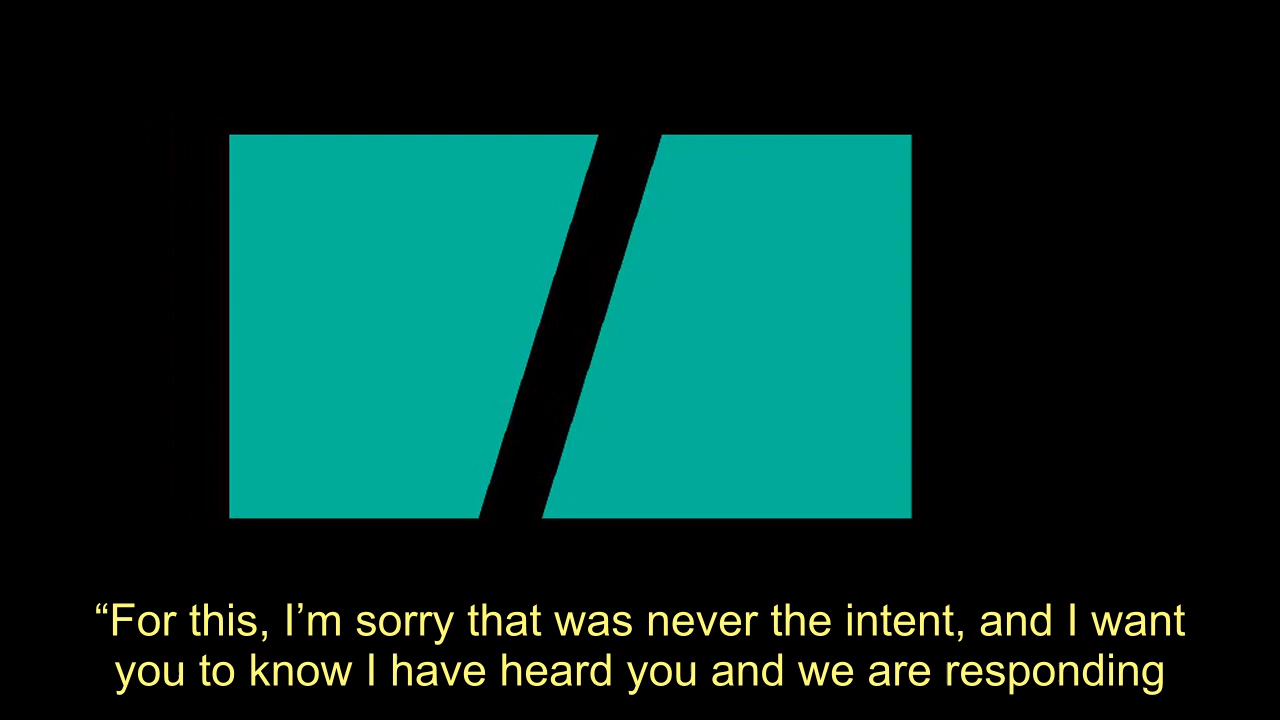 “For this, I’m sorry that was never the intent, and I want
you to know I have heard you and we are responding